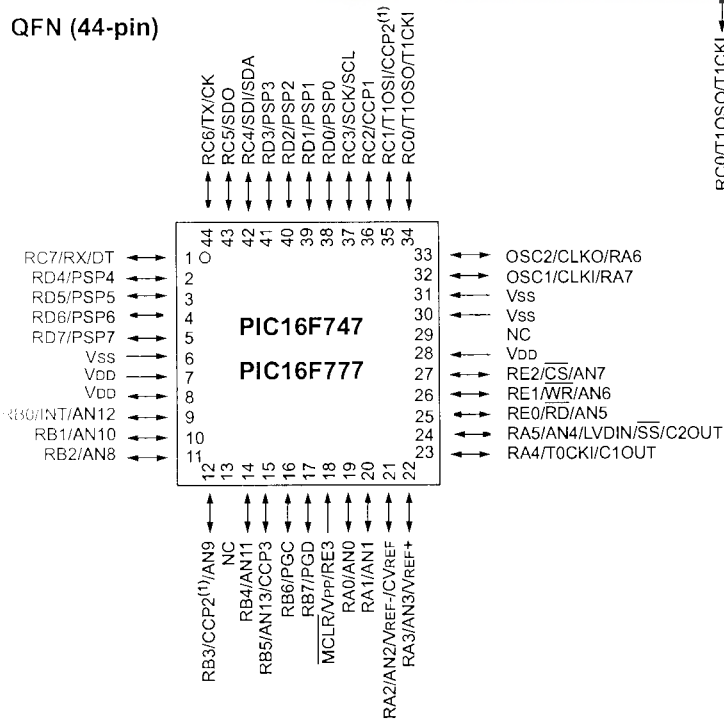 QFN (44-pin)
RC6/TX/CK
RC5/SDO
RC4/SDI/SDA
RD3/PSP3
RD2/PSP2
RD1/PSP1
RD0/PSP0
RC3/SCK/SCL
RC2/CCP1
RC1/T1OSI/CCP2(1)
RC0/T1OSO/T1CKI
RC0/T1OSO/T1CKI
44 43 42 41 40 39 38 37 36 35 34
RC7/RX/DT 1
RD4/PSP4 2
RD5/PSP5 3
RD6/PSP6 4
RD7/PSP7 5
VSS 6
VDD 7
VDD 8
RB0/INT/AN12 9
RB1/AN10 10
RB2/AN8 11
PIC16F747
PIC16F777
33 OSC2/CLKO/RA6
32 OSC1/CLKI/RA7
31 VSS
30 VSS
29 NC
28 VDD
27 RE2/CS/AN7
26 RE1/WR/AN6
25 RE0/RD/AN5
24 RA5/AN4/LVDIN/SS/C2OUT
23 RA4/T0CKI/C1OUT
12 13 14 15 16 17 18 19 20 21 22
RB3/CCP2(1)/AN9
NC
RB4/AN11
RB5/AN13/CCP3
RB6/PGC
RB7/PGD
MCLR/VPP/RE3
RA0/AN0
RA1/AN1
RA2/AN2/VREF-/CVREF
RA3/AN3/VREF+